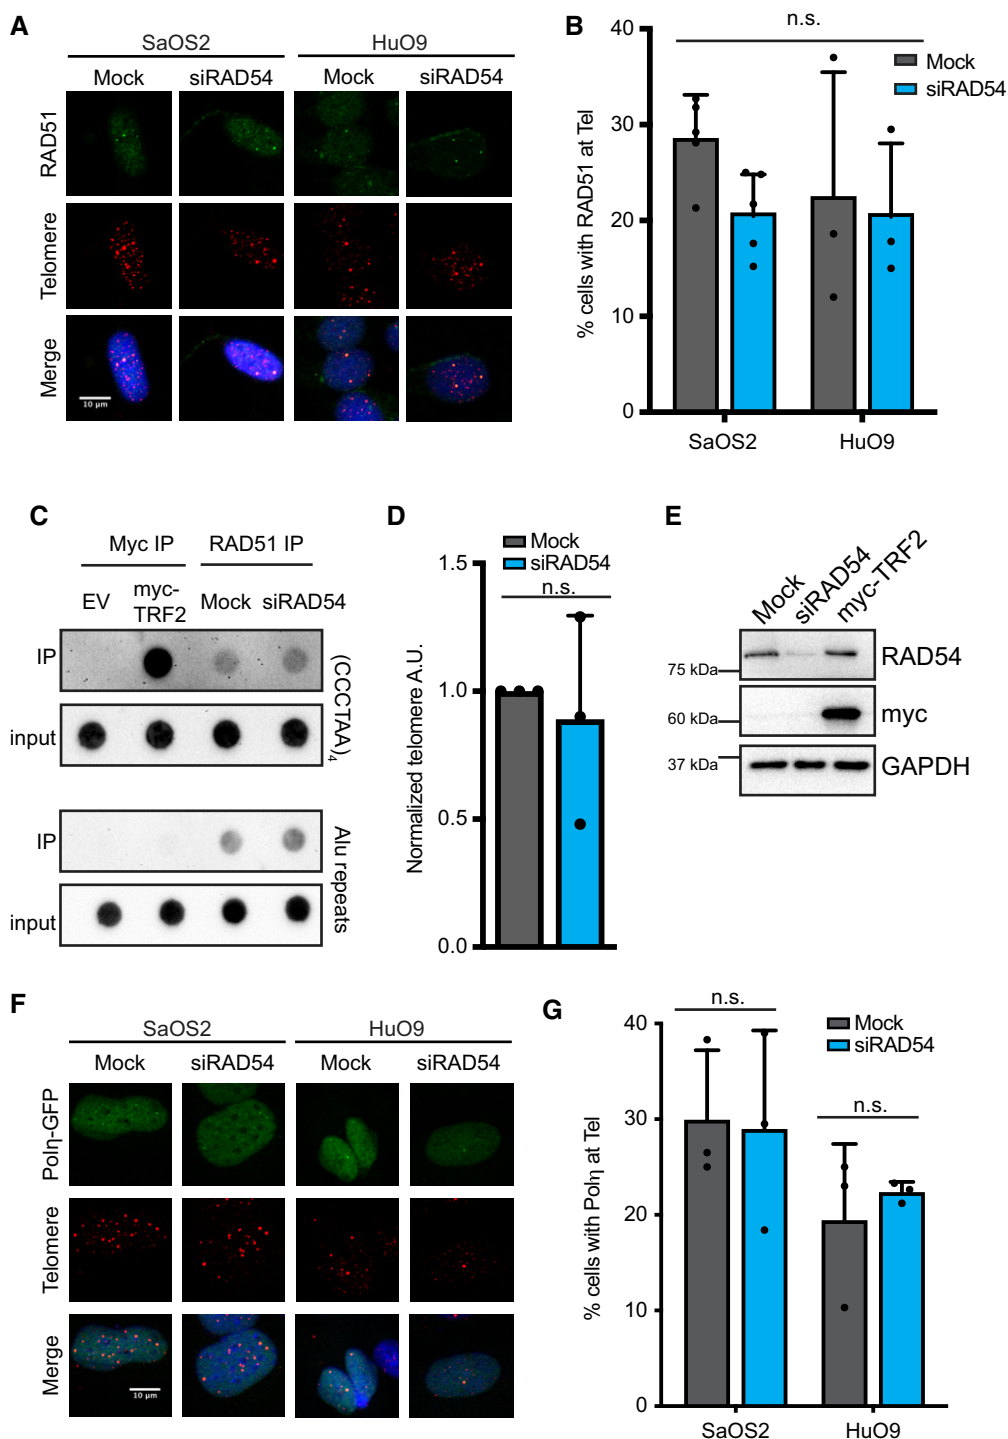 A
SaOS2
HuO9
Mock
siRAD54
Mock
siRAD54
RAD51
Telomere
Merge
10 µm
B
n.s.
Mock
siRAD54
% cells with RAD51 at Tel
40
30
20
10
0
SaOS2
HuO9
C
Myc IP
RAD51 IP
EV
myc-
TRF2
Mock
siRAD54
IP
input
(CCCTAA)4
IP
input
Alu repeats
D
Mock
siRAD54
n.s.
Normalized telomere A.U.
1.5
1.0
0.5
0.0
E
Mock
siRAD54
myc-TRF2
75 kDa
RAD54
60 kDa
myc
37 kDa
GAPDH
F
SaOS2
HuO9
Mock
siRAD54
Mock
siRAD54
Polη-GFP
Telomere
Merge
10 µm
G
n.s.
Mock
siRAD54
n.s.
% cells with Polη at Tel
40
30
20
10
0
SaOS2
HuO9